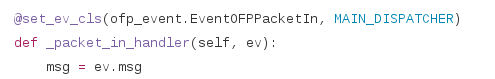 @set_ev_cls(ofp_event.EventOFPPacketIn, MAIN_DISPATCHER)
def _packet_in_handler(self, ev):
    msg = ev.msg